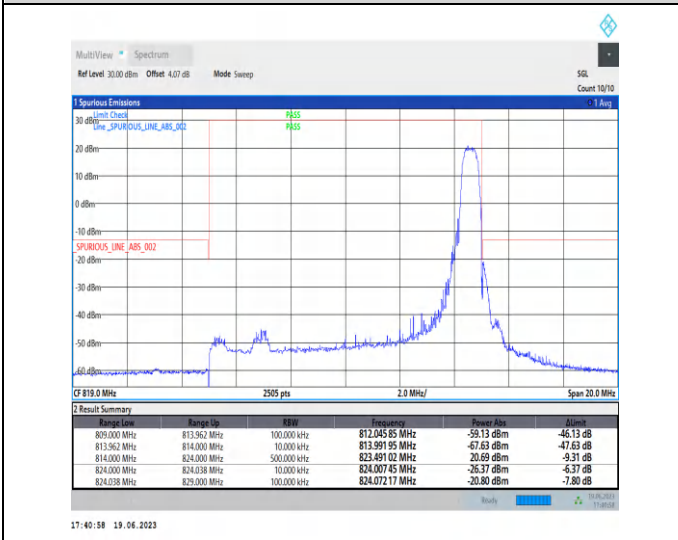 MultiView Spectrum
Ref Level 30.00 dBm Offset 4.07 dB Mode Sweep SGL
Count 10/10
1 Spurious Emissions 1 Avg
Limit Check PASS
30 dBm
Line _SPURIOUS_LINE_ABS_002 PASS
20 dBm
10 dBm
0 dBm
-10 dBm
_SPURIOUS_LINE_ABS_002
-20 dBm
-30 dBm
-40 dBm
-50 dBm
-60 dBm
CF 819.0 MHz 2505 pts 2.0 MHz/ Span 20.0 MHz
2 Result Summary
Range Low Range Up RBW Frequency Power Abs ΔLimit
809.000 MHz 813.962 MHz 100.000 kHz 812.045 85 MHz -59.13 dBm -46.13 dB
813.962 MHz 814.000 MHz 10.000 kHz 813.991 95 MHz -67.63 dBm -47.63 dB
814.000 MHz 824.000 MHz 500.000 kHz 823.491 02 MHz 20.69 dBm -9.31 dB
824.000 MHz 824.038 MHz 10.000 kHz 824.007 45 MHz -26.37 dBm -6.37 dB
824.038 MHz 829.000 MHz 100.000 kHz 824.072 17 MHz -20.80 dBm -7.80 dB
Ready 19.06.2023
17:40:58
17:40:58 19.06.2023